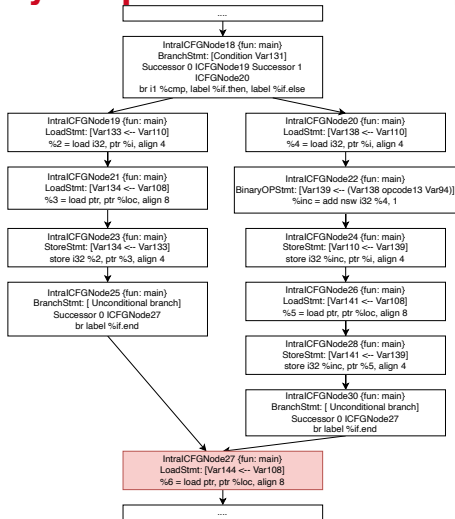 ....
IntraICFGNode18 {fun: main}
BranchStmt: [Condition Var131]
Successor 0 ICFGNode19 Successor 1
ICFGNode20
br i1 %cmp, label %if.then, label %if.else
IntraICFGNode19 {fun: main}
LoadStmt: [Var133 <-- Var110]
%2 = load i32, ptr %i, align 4
IntraICFGNode20 {fun: main}
LoadStmt: [Var138 <-- Var110]
%4 = load i32, ptr %i, align 4
IntraICFGNode21 {fun: main}
LoadStmt: [Var134 <-- Var108]
%3 = load ptr, ptr %loc, align 8
IntraICFGNode22 {fun: main}
BinaryOPStmt: [Var139 <-- (Var138 opcode13 Var94)]
%inc = add nsw i32 %4, 1
IntraICFGNode23 {fun: main}
StoreStmt: [Var134 <-- Var133]
store i32 %2, ptr %3, align 4
IntraICFGNode24 {fun: main}
StoreStmt: [Var110 <-- Var139]
store i32 %inc, ptr %i, align 4
IntraICFGNode25 {fun: main}
BranchStmt: [ Unconditional branch]
Successor 0 ICFGNode27
br label %if.end
IntraICFGNode26 {fun: main}
LoadStmt: [Var141 <-- Var108]
%5 = load ptr, ptr %loc, align 8
IntraICFGNode28 {fun: main}
StoreStmt: [Var141 <-- Var139]
store i32 %inc, ptr %5, align 4
IntraICFGNode30 {fun: main}
BranchStmt: [ Unconditional branch]
Successor 0 ICFGNode27
br label %if.end
IntraICFGNode27 {fun: main}
LoadStmt: [Var144 <-- Var108]
%6 = load ptr, ptr %loc, align 8
....